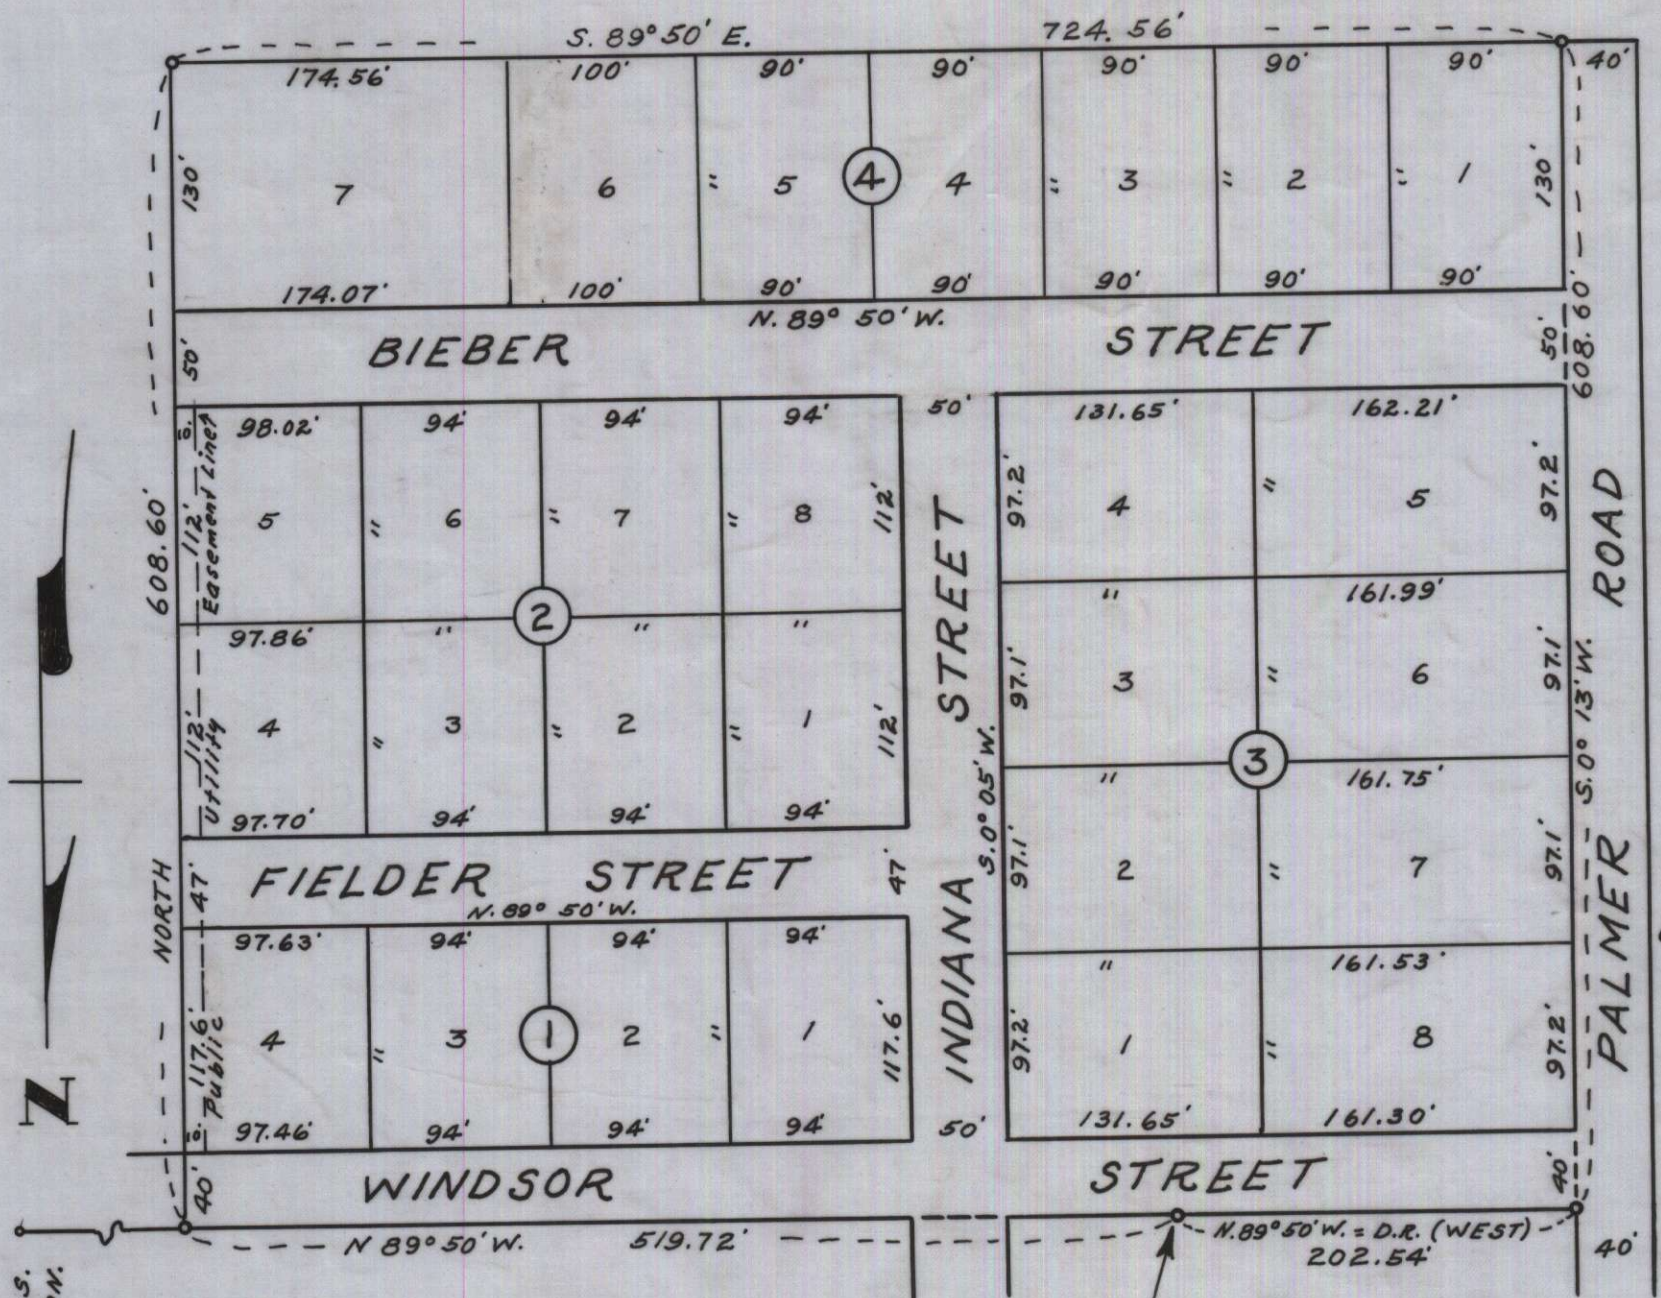 S. 89° 50' E. 724.56'
174.56' 100' 90' 90' 90' 90' 90' 40'
130' 7 6 " 5 4 4 " 3 " 2 " 1 130'
174.07' 100' 90' 90' 90' 90' 90'
N. 89° 50' W.
50' BIEBER STREET 50'
608.60'
98.02' 94' 94' 94' 50' 131.65' 162.21'
112' 5 " 6 " 7 " 8 112' 97.2' 4 " 5 97.2'
Easement Line
608.60'
2
97.86' " " " " 161.99'
112' 4 " 3 " 2 " 1 112' 97.1' 3 " 6 97.1'
Utility
3
" 161.75'
97.70' 94' 94' 94' 97.1' 2 " 7 97.1'
INDIANA STREET
S. 0° 05' W.
PALMER ROAD
S. 0° 13' W.
NORTH
47' FIELDER STREET 47'
N. 89° 50' W.
97.63' 94' 94' 94' " 161.53'
117.6' 4 " 3 1 2 " 1 117.6' 97.2' 1 " 8 97.2'
Public
97.46' 94' 94' 94' 50' 131.65' 161.30'
40' WINDSOR STREET 40'
N 89° 50' W. 519.72' N. 89° 50' W. = D.R. (WEST)
202.54' 40'
N
S.